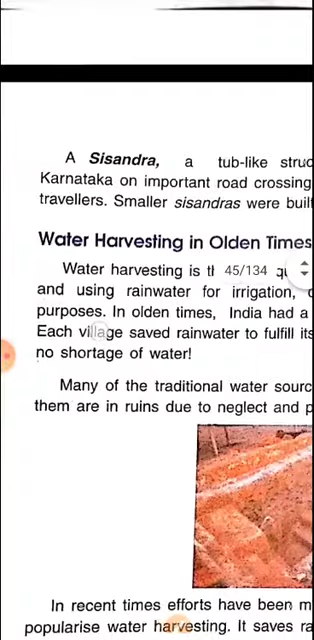 A Sisandra, a tub-like struc
Karnataka on important road crossing
travellers. Smaller sisandras were buil
Water Harvesting in Olden Times
Water harvesting is 45/134
and using rainwater for irrigation,
purposes. In olden times, India had a
Each village saved rainwater to fulfill its
no shortage of water!
Many of the traditional water sourc
them are in ruins due to neglect and p
In recent times efforts have been m
popularise water harvesting. It saves ra